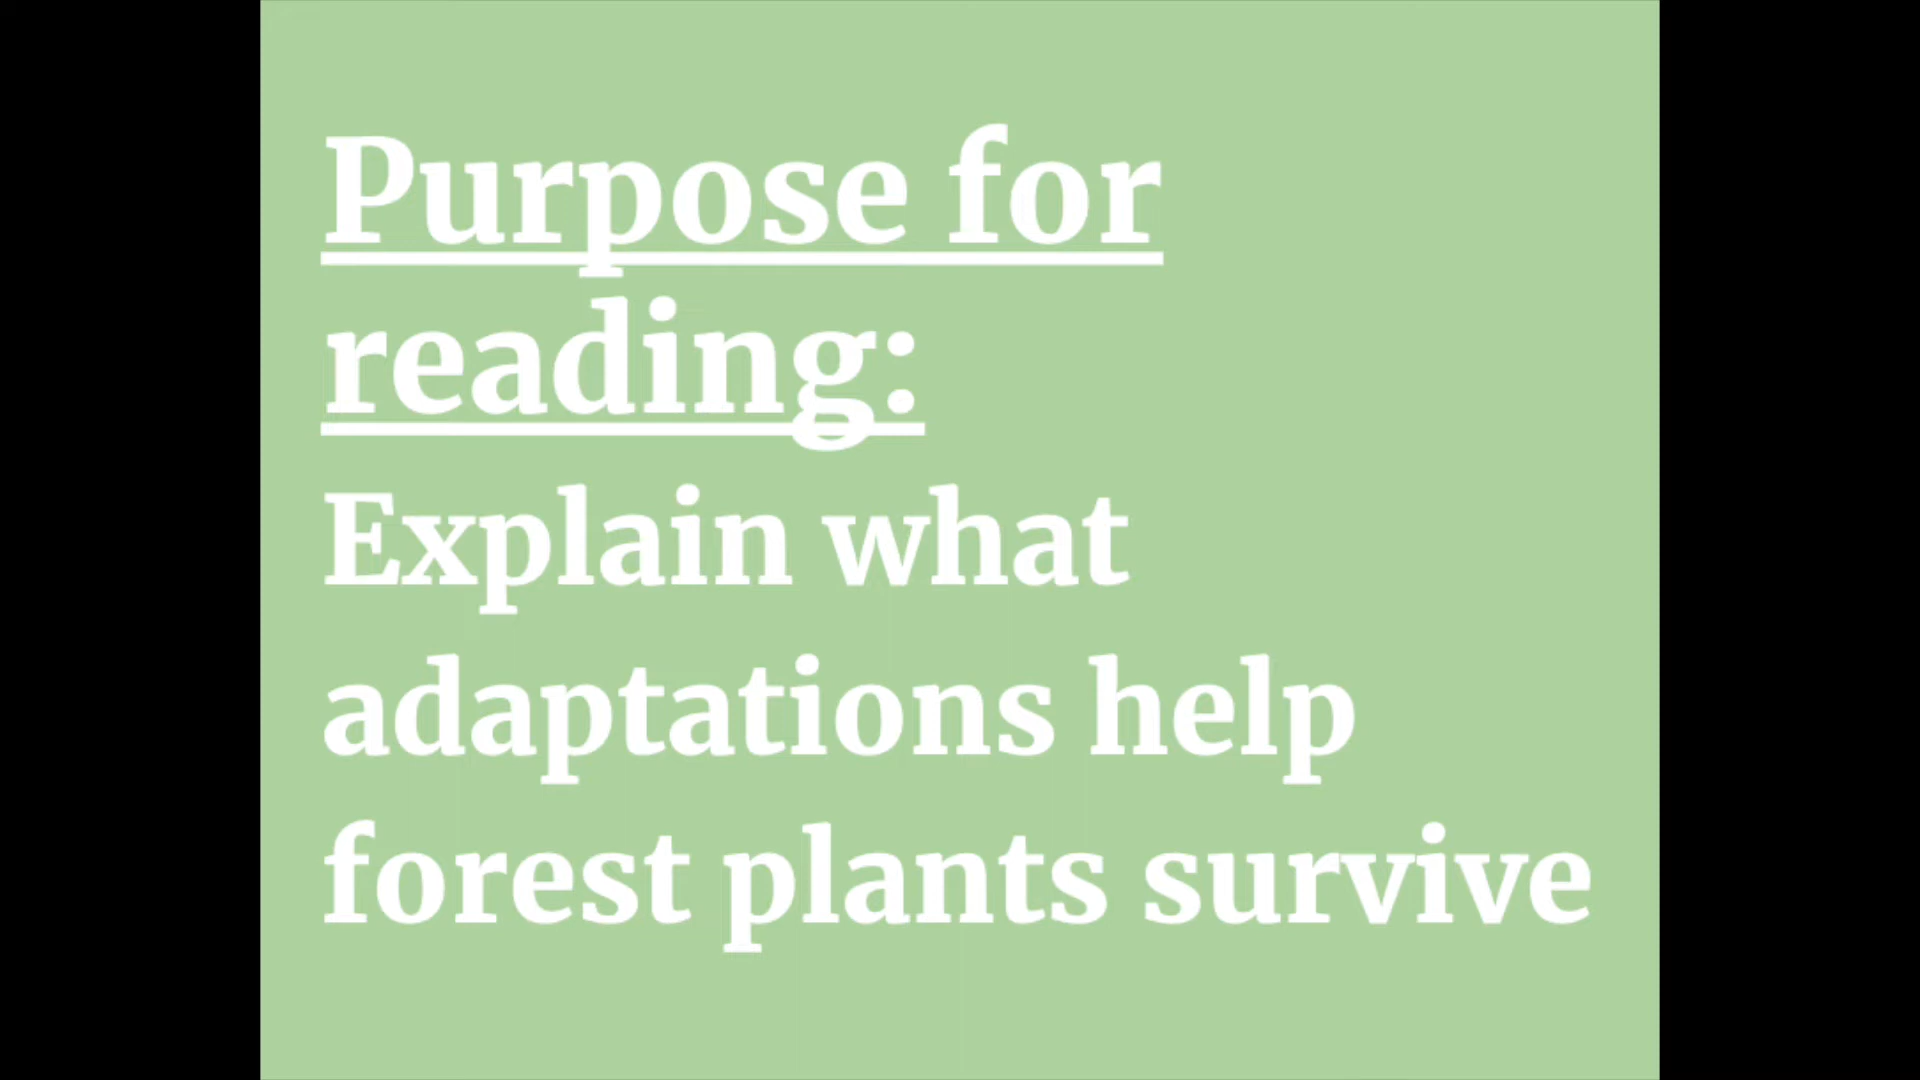 Purpose for
reading:
Explain what
adaptations help
forest plants survive